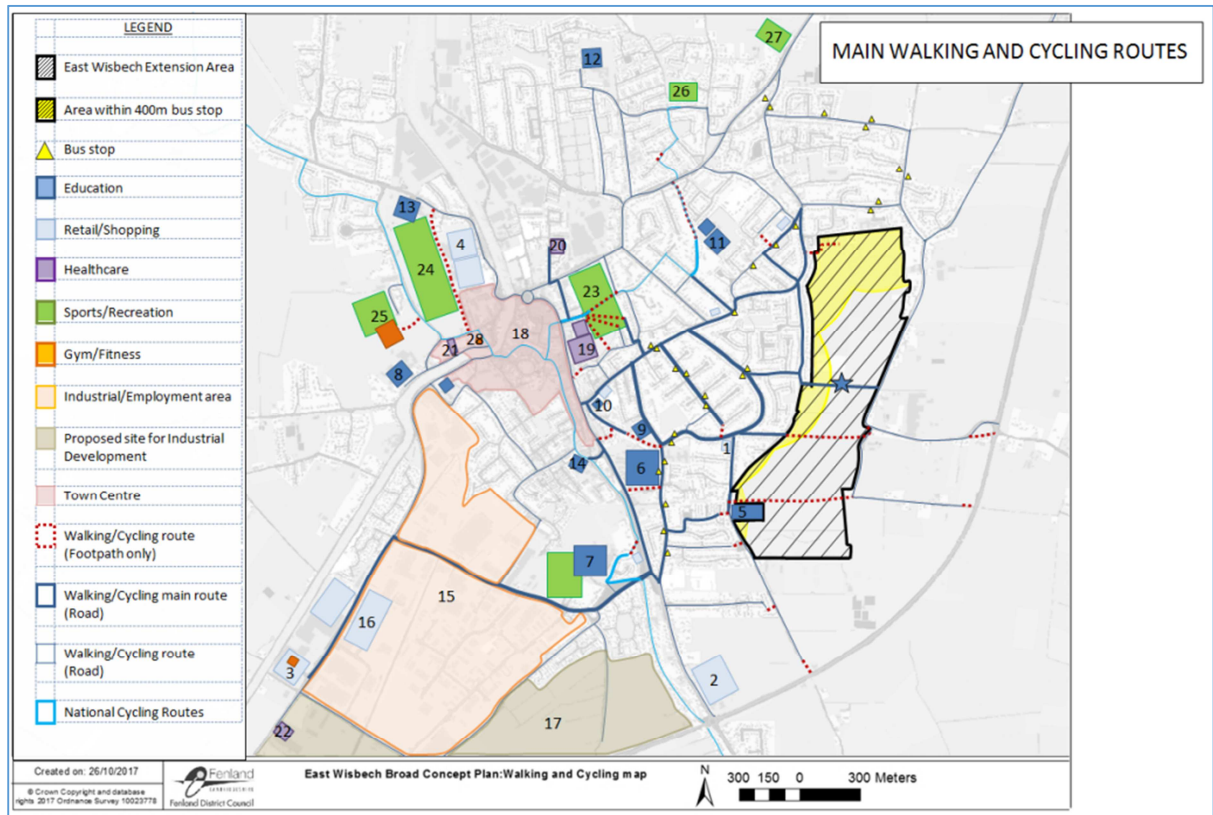 LEGEND
East Wisbech Extension Area
Area within 400m bus stop
Bus stop
Education
Retail/Shopping
Healthcare
Sports/Recreation
Gym/Fitness
Industrial/Employment area
Proposed site for Industrial
Development
Town Centre
Walking/Cycling route
(Footpath only)
Walking/Cycling main route
(Road)
Walking/Cycling route
(Road)
National Cycling Routes
MAIN WALKING AND CYCLING ROUTES
27
12
26
13
4
20
11
24
23
25
18
28
21
19
8
10
9
1
14
6
5
7
15
16
3
2
17
22
Created on: 26/10/2017
© Crown Copyright and database
rights 2017 Ordnance Survey 10023778
Fenland
CAMBRIDGESHIRE
Fenland District Council
East Wisbech Broad Concept Plan:Walking and Cycling map
N
300 150 0 300 Meters